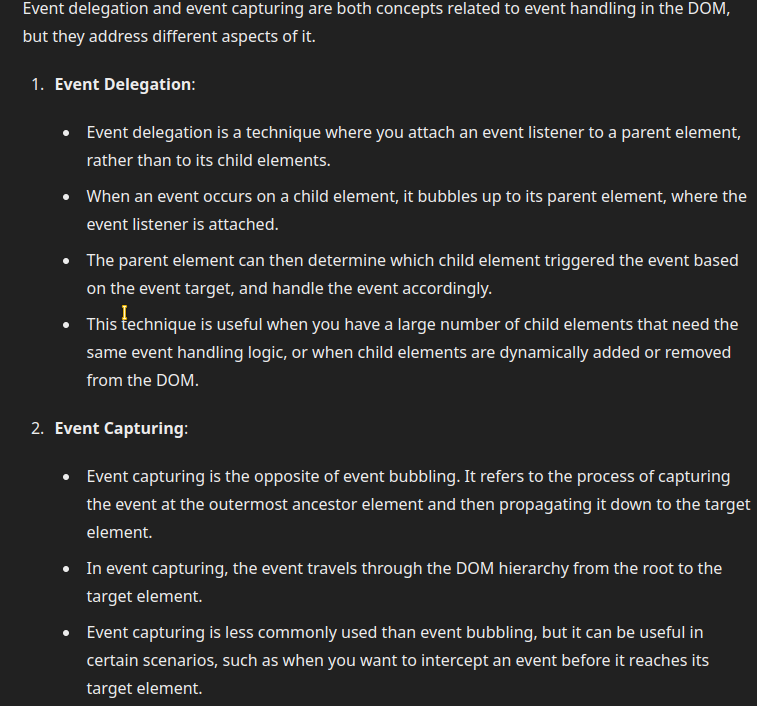 Event delegation and event capturing are both concepts related to event handling in the DOM,
but they address different aspects of it.
1. Event Delegation:
• Event delegation is a technique where you attach an event listener to a parent element,
rather than to its child elements.
• When an event occurs on a child element, it bubbles up to its parent element, where the
event listener is attached.
• The parent element can then determine which child element triggered the event based
on the event target, and handle the event accordingly.
• This technique is useful when you have a large number of child elements that need the
same event handling logic, or when child elements are dynamically added or removed
from the DOM.
2. Event Capturing:
• Event capturing is the opposite of event bubbling. It refers to the process of capturing
the event at the outermost ancestor element and then propagating it down to the target
element.
• In event capturing, the event travels through the DOM hierarchy from the root to the
target element.
• Event capturing is less commonly used than event bubbling, but it can be useful in
certain scenarios, such as when you want to intercept an event before it reaches its
target element.